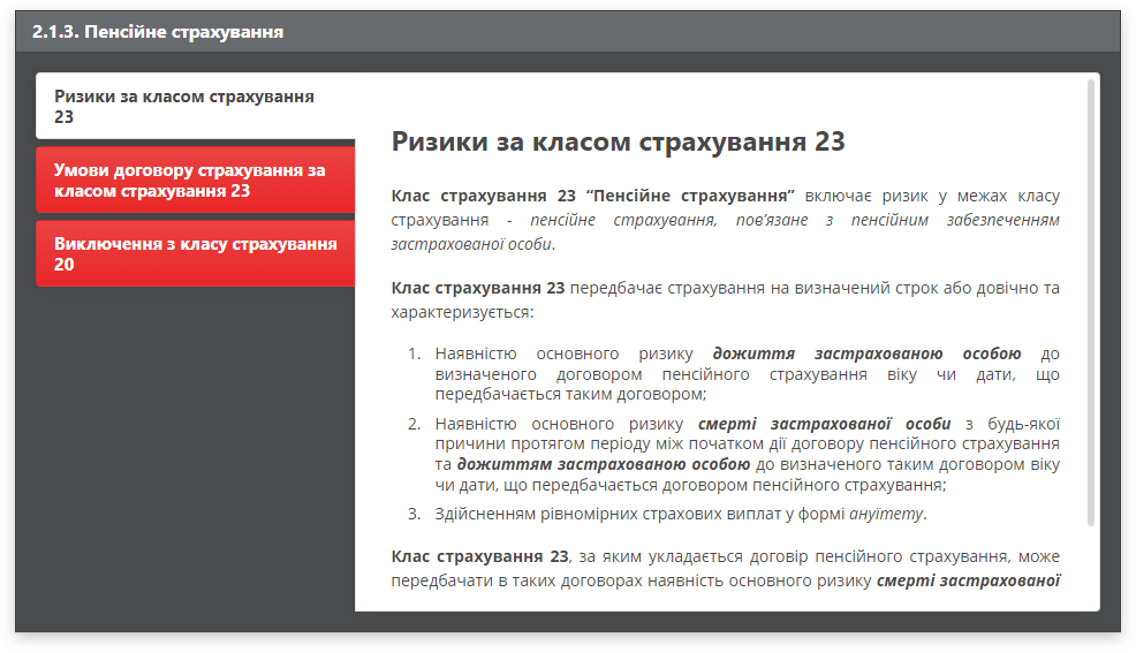 2.1.3. Пенсійне страхування
Ризики за класом страхування
23
Умови договору страхування за
класом страхування 23
Виключення з класу страхування
20
Ризики за класом страхування 23
Клас страхування 23 “Пенсійне страхування” включає ризик у межах класу
страхування - пенсійне страхування, пов’язане з пенсійним забезпеченням
застрахованої особи.
Клас страхування 23 передбачає страхування на визначений строк або довічно та
характеризується:
1. Наявністю основного ризику дожиття застрахованою особою до
визначеного договором пенсійного страхування віку чи дати, що
передбачається таким договором;
2. Наявністю основного ризику смерті застрахованої особи з будь-якої
причини протягом періоду між початком дії договору пенсійного страхування
та дожиттям застрахованою особою до визначеного таким договором віку
чи дати, що передбачається договором пенсійного страхування;
3. Здійсненням рівномірних страхових виплат у формі ануїтету.
Клас страхування 23, за яким укладається договір пенсійного страхування, може
передбачати в таких договорах наявність основного ризику смерті застрахованої